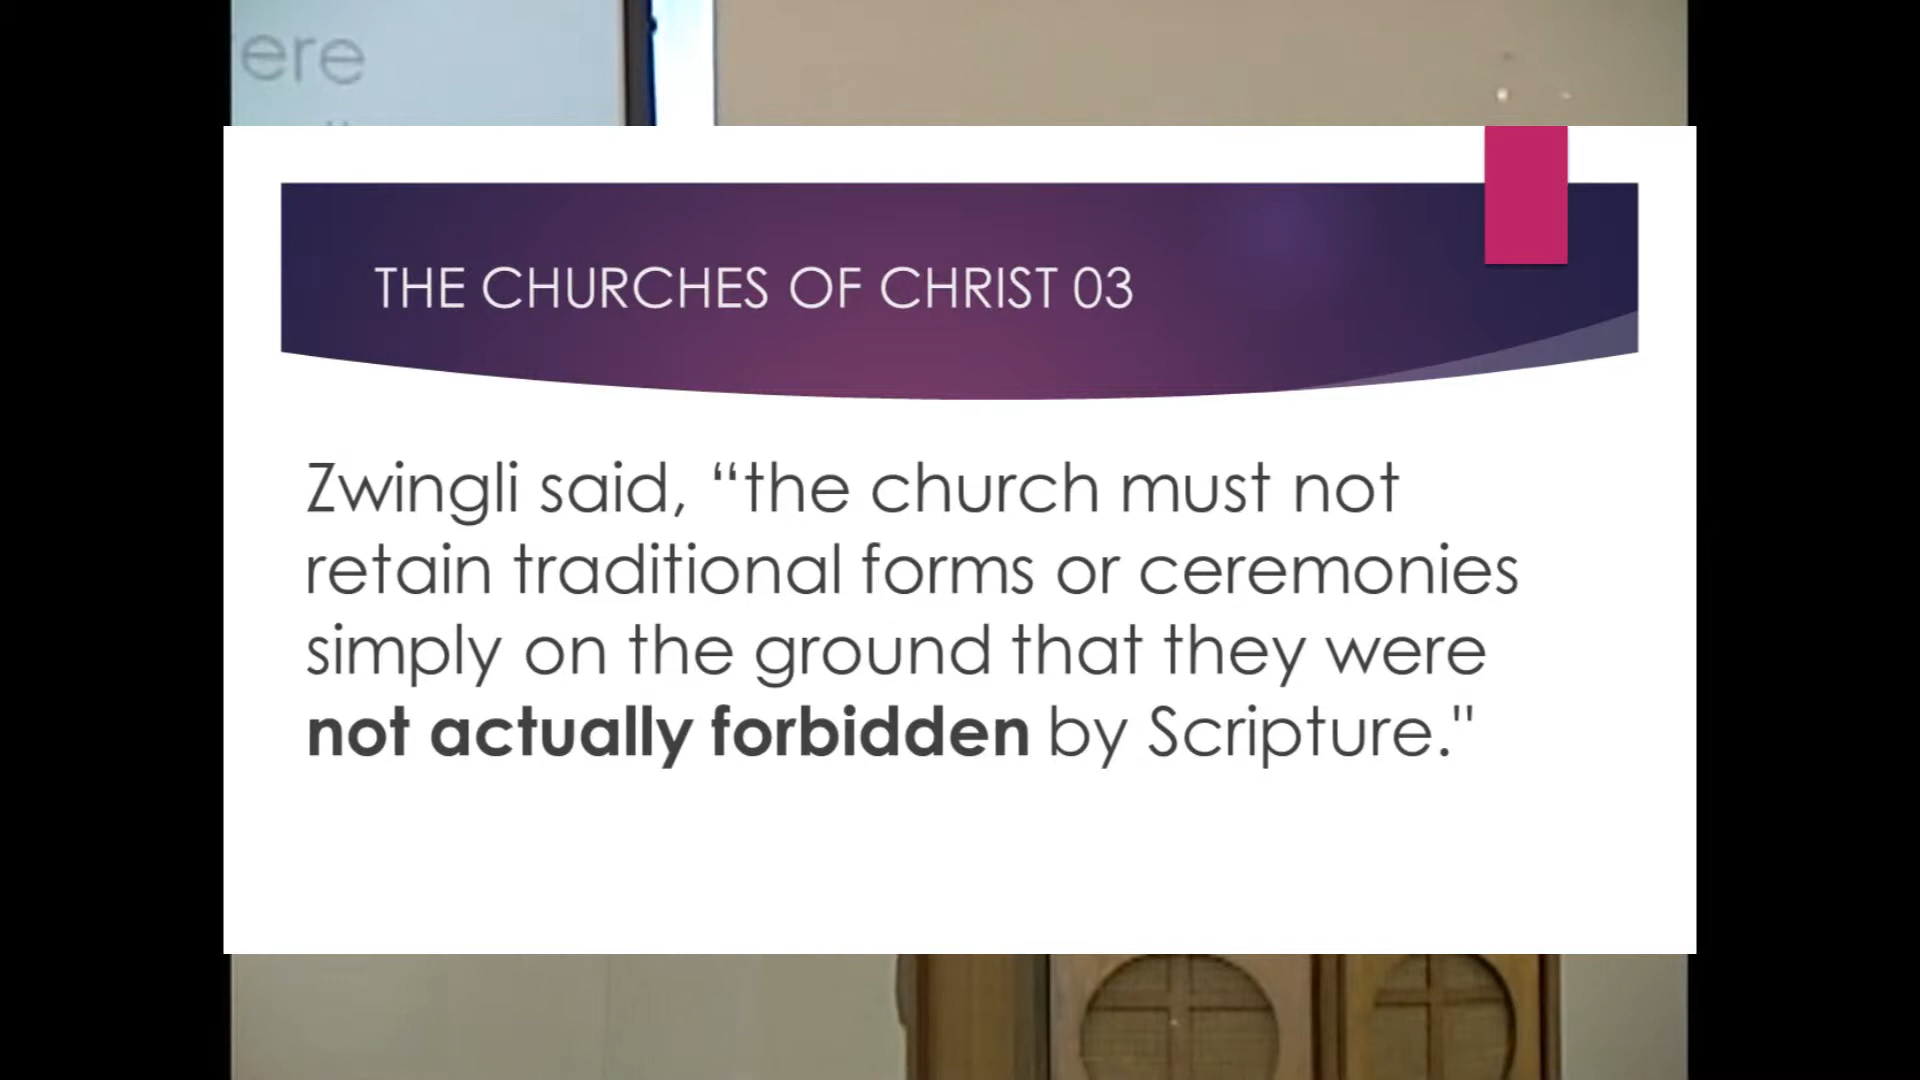 ere
THE CHURCHES OF CHRIST 03
Zwingli said, “the church must not
retain traditional forms or ceremonies
simply on the ground that they were
not actually forbidden by Scripture."